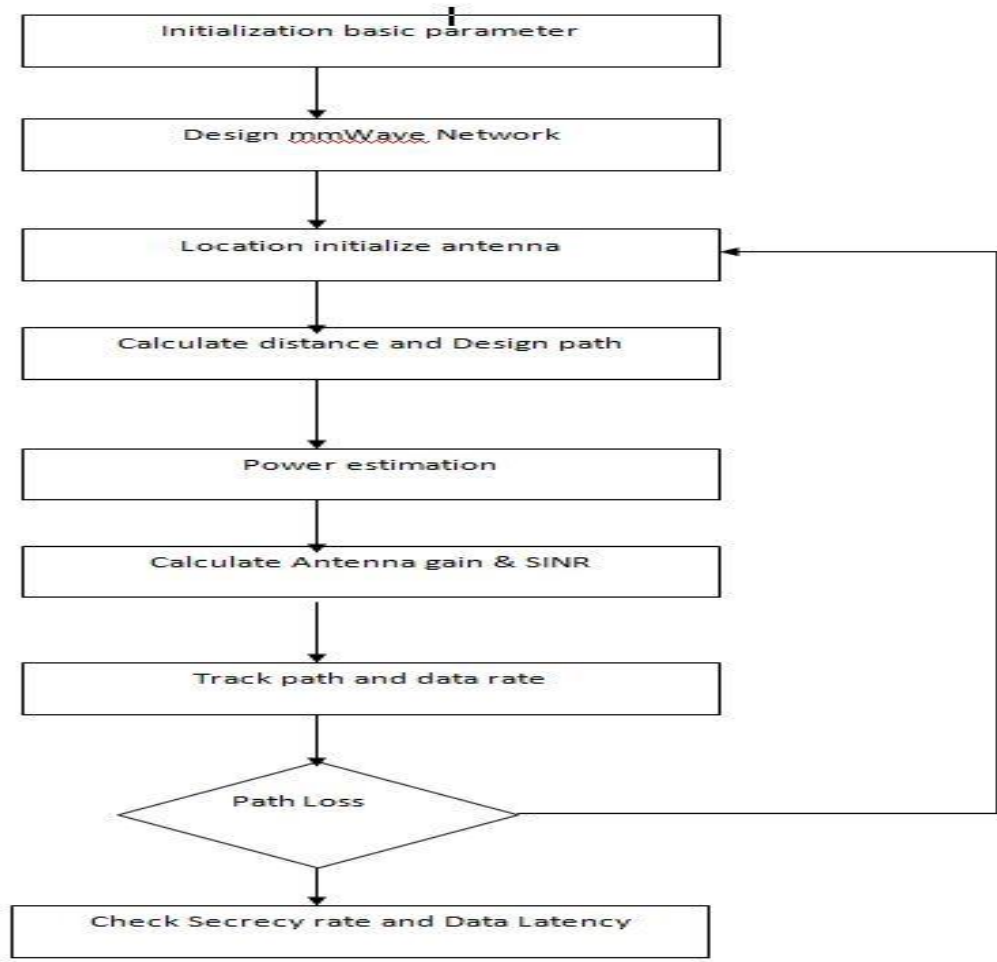 Initialization basic parameter
Design mmWave Network
Location initialize antenna
Calculate distance and Design path
Power estimation
Calculate Antenna gain & SINR
Track path and data rate
Path Loss
Check Secrecy rate and Data Latency